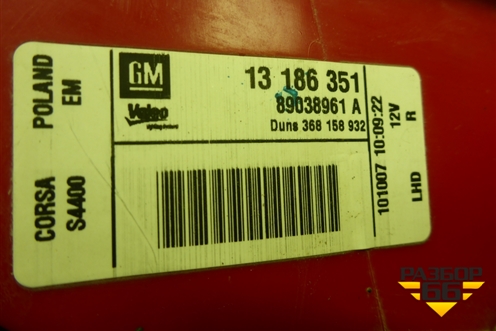 CORSA POLAND
S4400 EM
GM
Valeo
13 186 351
89038961 A
Duns 368 158 932
101007 10:09:22
12V
LHD R
РАЗБОР
66